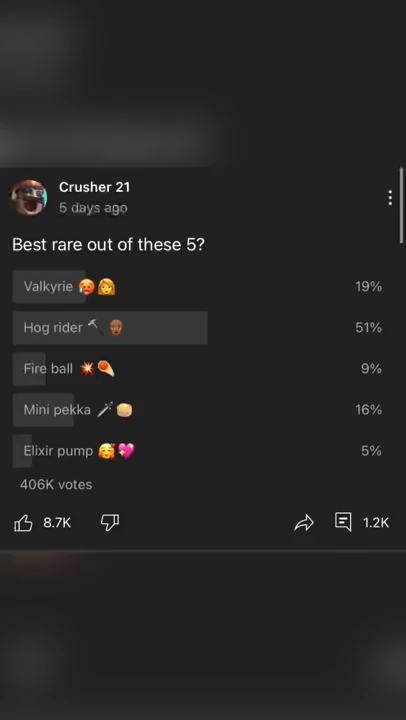 Crusher 21
5 days ago
Best rare out of these 5?
Valkyrie 🥵👩‍🦰 19%
Hog rider 🔨👨🏾‍🦲 51%
Fire ball 💥☄️ 9%
Mini pekka 🗡️🥞 16%
Elixir pump 🥰💖 5%
406K votes
8.7K 1.2K